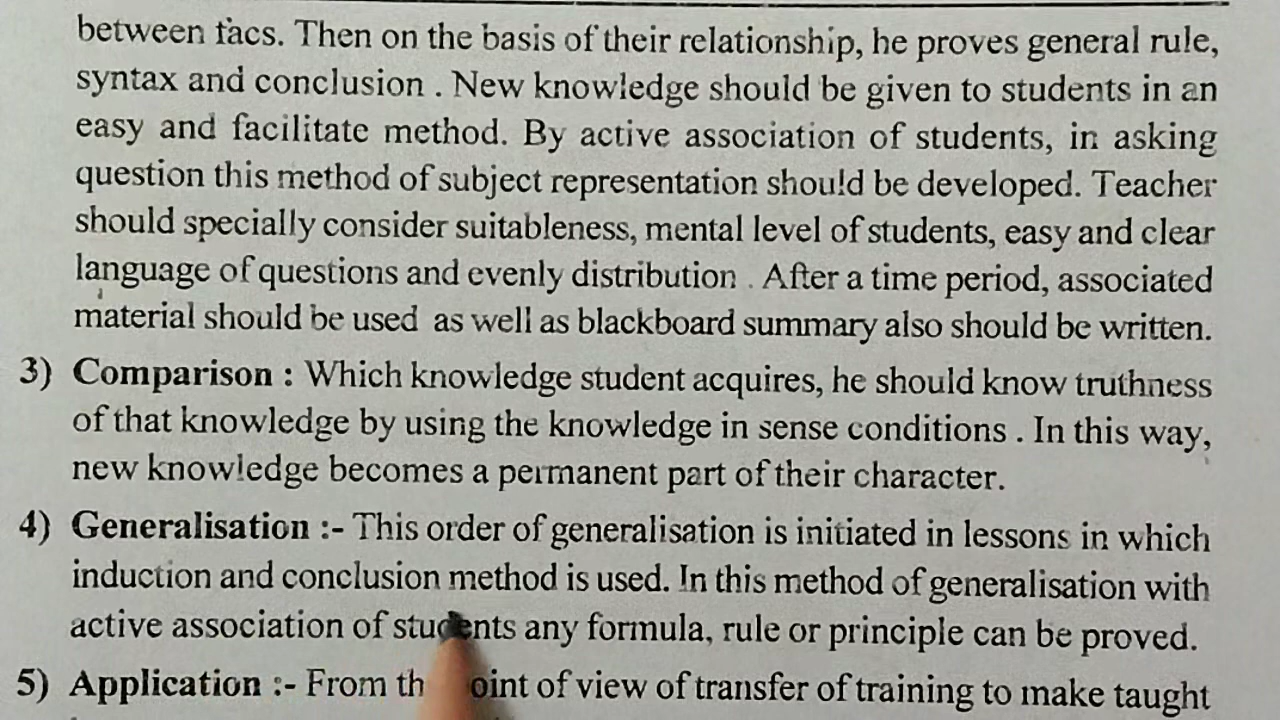 between facs. Then on the basis of their relationship, he proves general rule,
syntax and conclusion . New knowledge should be given to students in an
easy and facilitate method. By active association of students, in asking
question this method of subject representation should be developed. Teacher
should specially consider suitableness, mental level of students, easy and clear
language of questions and evenly distribution . After a time period, associated
material should be used as well as blackboard summary also should be written.
3) Comparison : Which knowledge student acquires, he should know truthness
of that knowledge by using the knowledge in sense conditions . In this way,
new knowledge becomes a permanent part of their character.
4) Generalisation :- This order of generalisation is initiated in lessons in which
induction and conclusion method is used. In this method of generalisation with
active association of students any formula, rule or principle can be proved.
5) Application :- From th oint of view of transfer of training to make taught